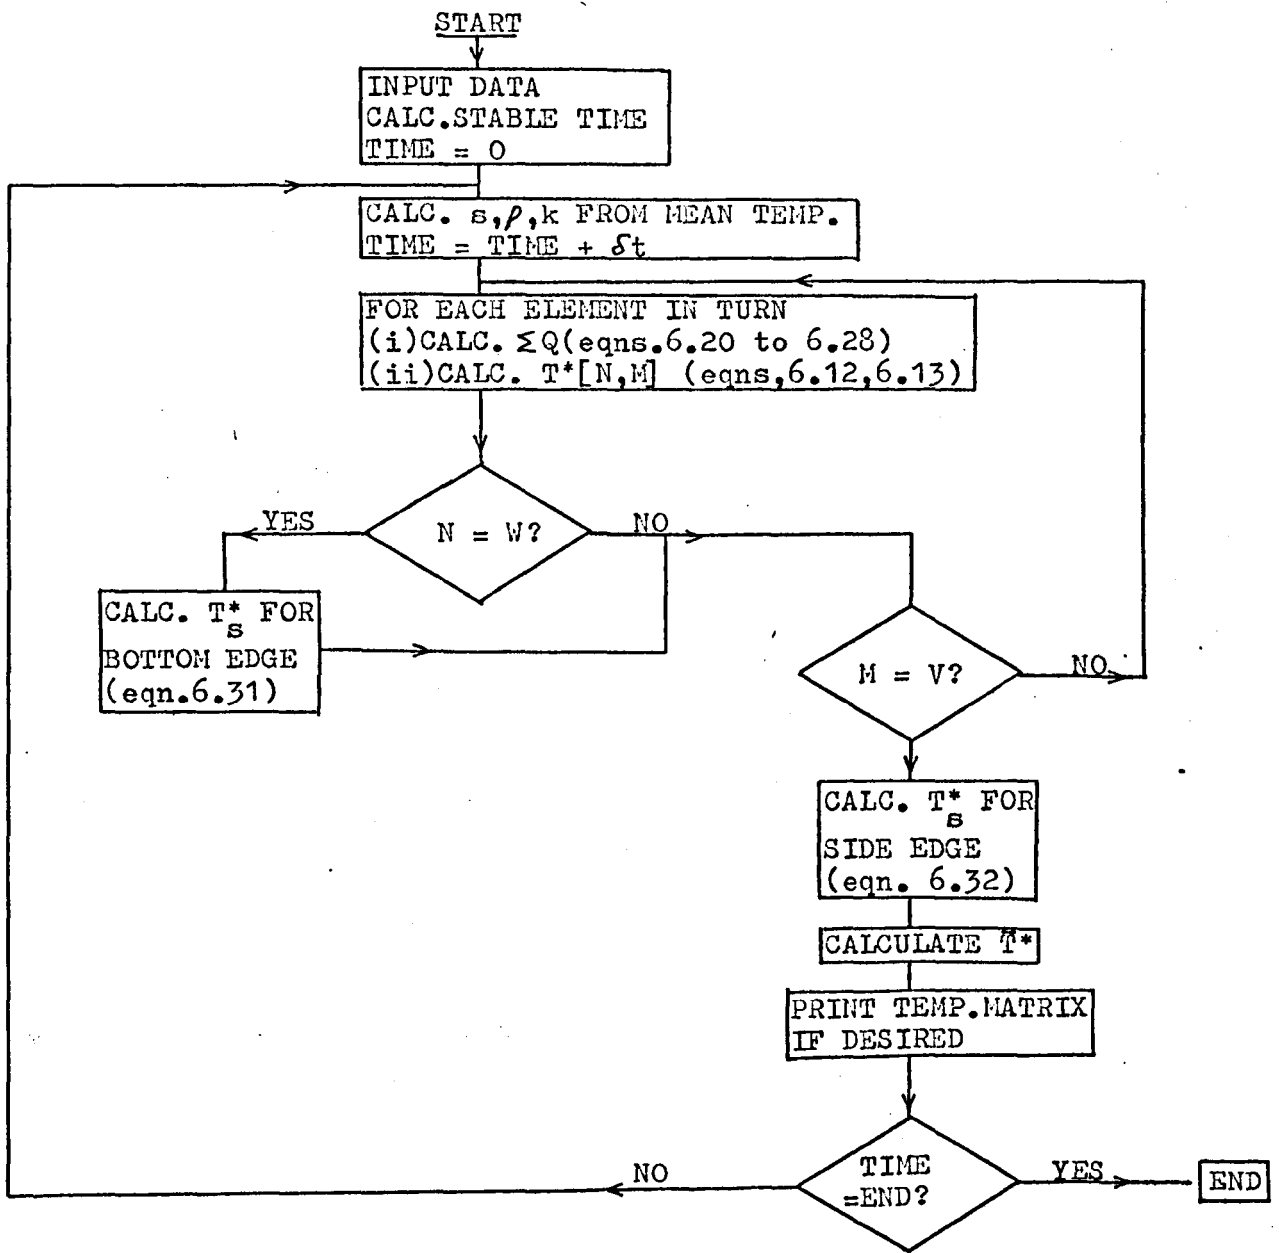 START
INPUT DATA
CALC.STABLE TIME
TIME = 0
CALC. s,ρ,k FROM MEAN TEMP.
TIME = TIME + δt
FOR EACH ELEMENT IN TURN
(i)CALC. ΣQ(eqns.6.20 to 6.28)
(ii)CALC. T*[N,M] (eqns,6.12,6.13)
YES
N = W?
NO
CALC. T*s FOR
BOTTOM EDGE
(eqn.6.31)
M = V?
NO
CALC. T*s FOR
SIDE EDGE
(eqn. 6.32)
CALCULATE T̄*
PRINT TEMP.MATRIX
IF DESIRED
NO
TIME
=END?
YES
END